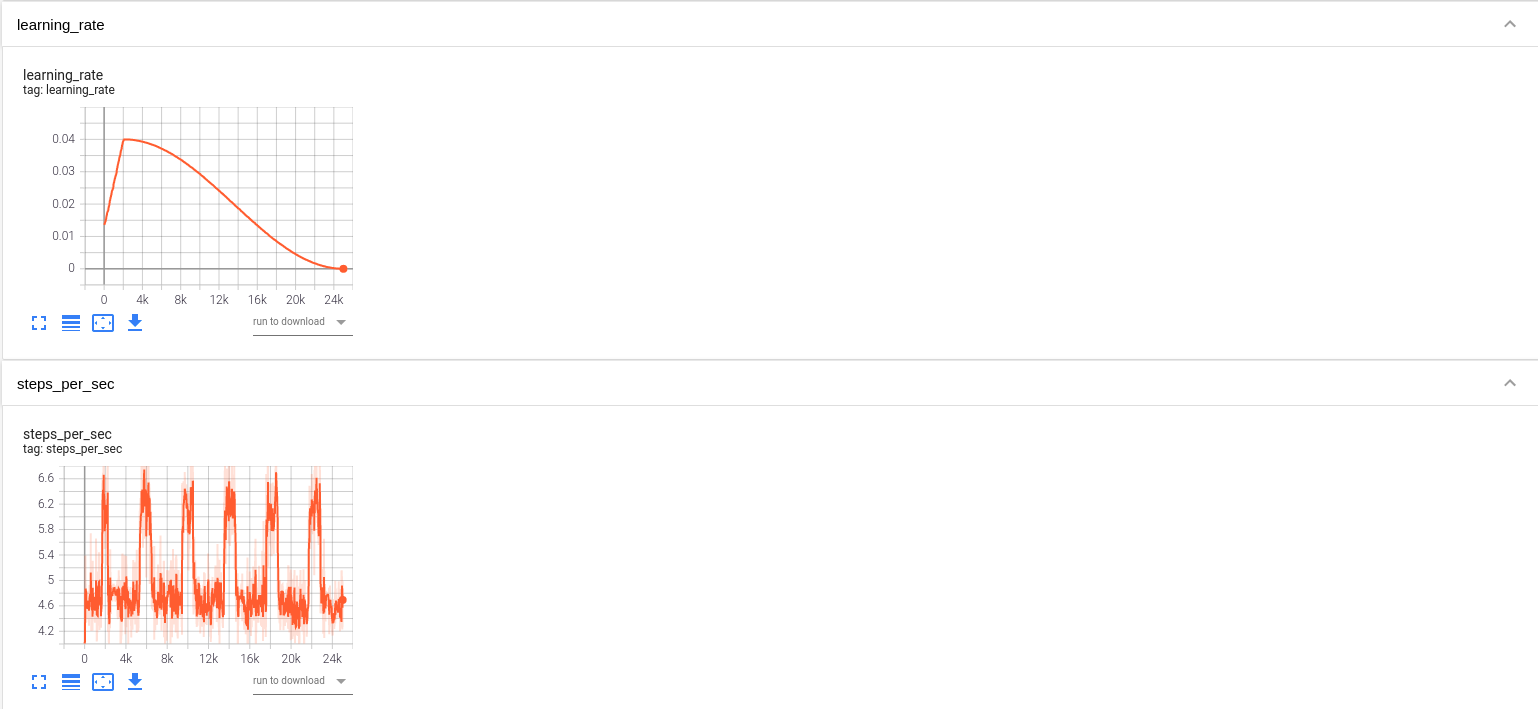 learning_rate
learning_rate
tag: learning_rate
0.04
0.03
0.02
0.01
0
0 4k 8k 12k 16k 20k 24k
run to download
steps_per_sec
steps_per_sec
tag: steps_per_sec
6.6
6.2
5.8
5.4
5
4.6
4.2
0 4k 8k 12k 16k 20k 24k
run to download